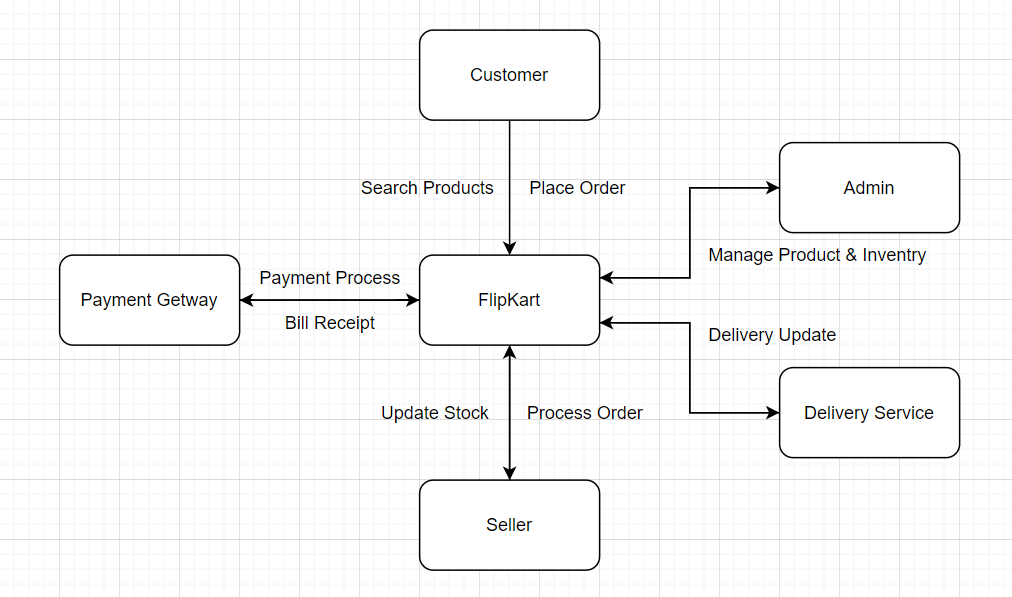 Customer
Search Products
Place Order
Admin
Manage Product & Inventry
Payment Process
Payment Getway
FlipKart
Bill Receipt
Delivery Update
Update Stock
Process Order
Delivery Service
Seller